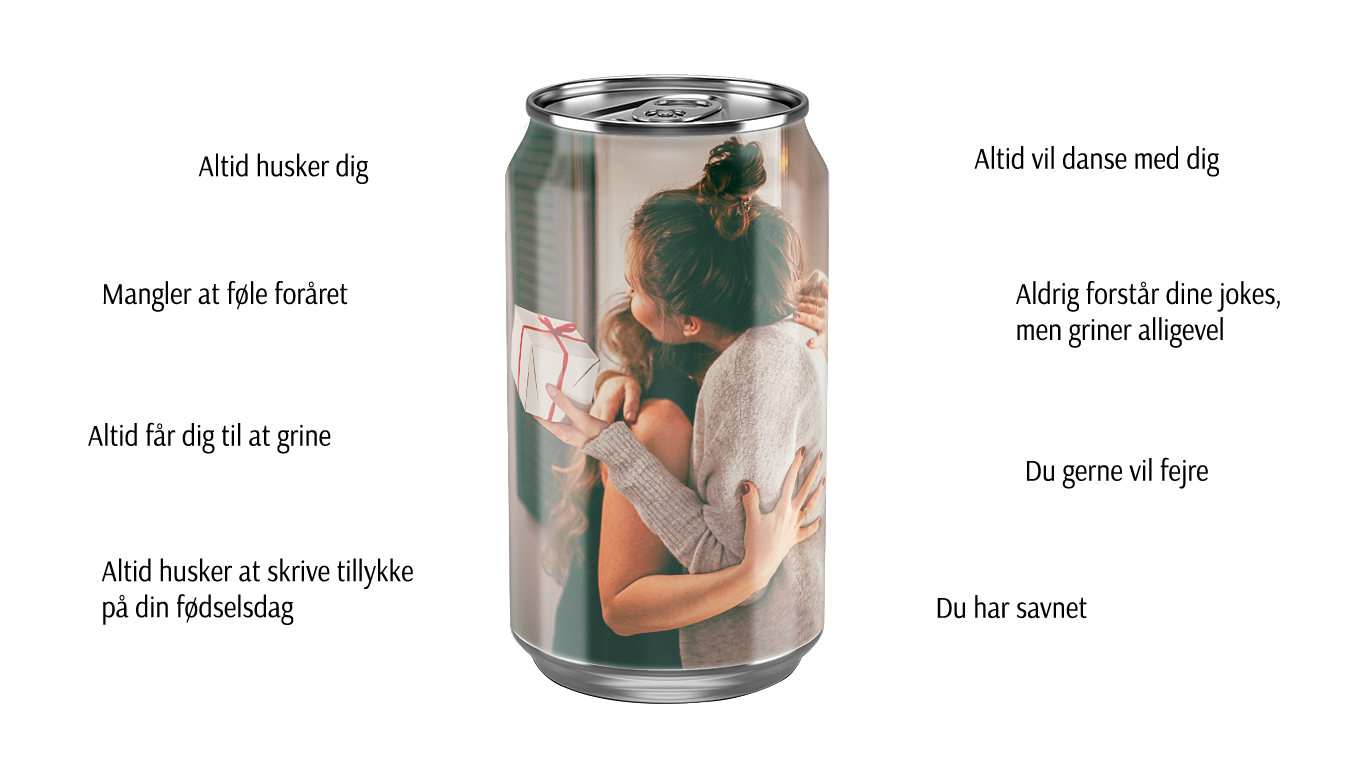 Altid husker dig
Mangler at føle foråret
Altid får dig til at grine
Altid husker at skrive tillykke
på din fødselsdag
Altid vil danse med dig
Aldrig forstår dine jokes,
men griner alligevel
Du gerne vil fejre
Du har savnet